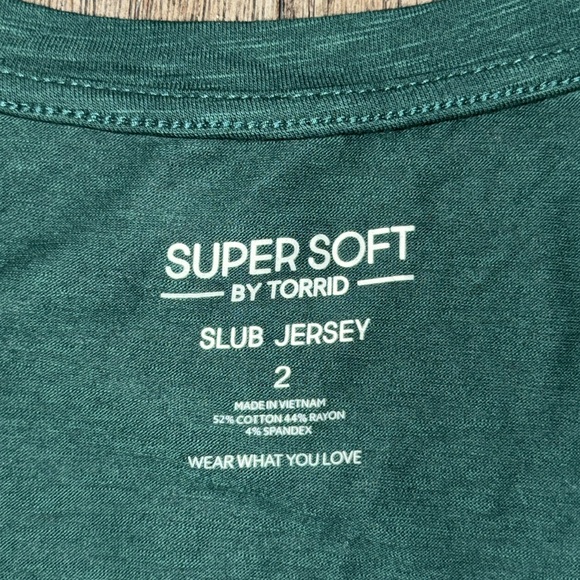 SUPER SOFT
BY TORRID
SLUB JERSEY
2
MADE IN VIETNAM
52% COTTON 44% RAYON
4% SPANDEX
WEAR WHAT YOU LOVE